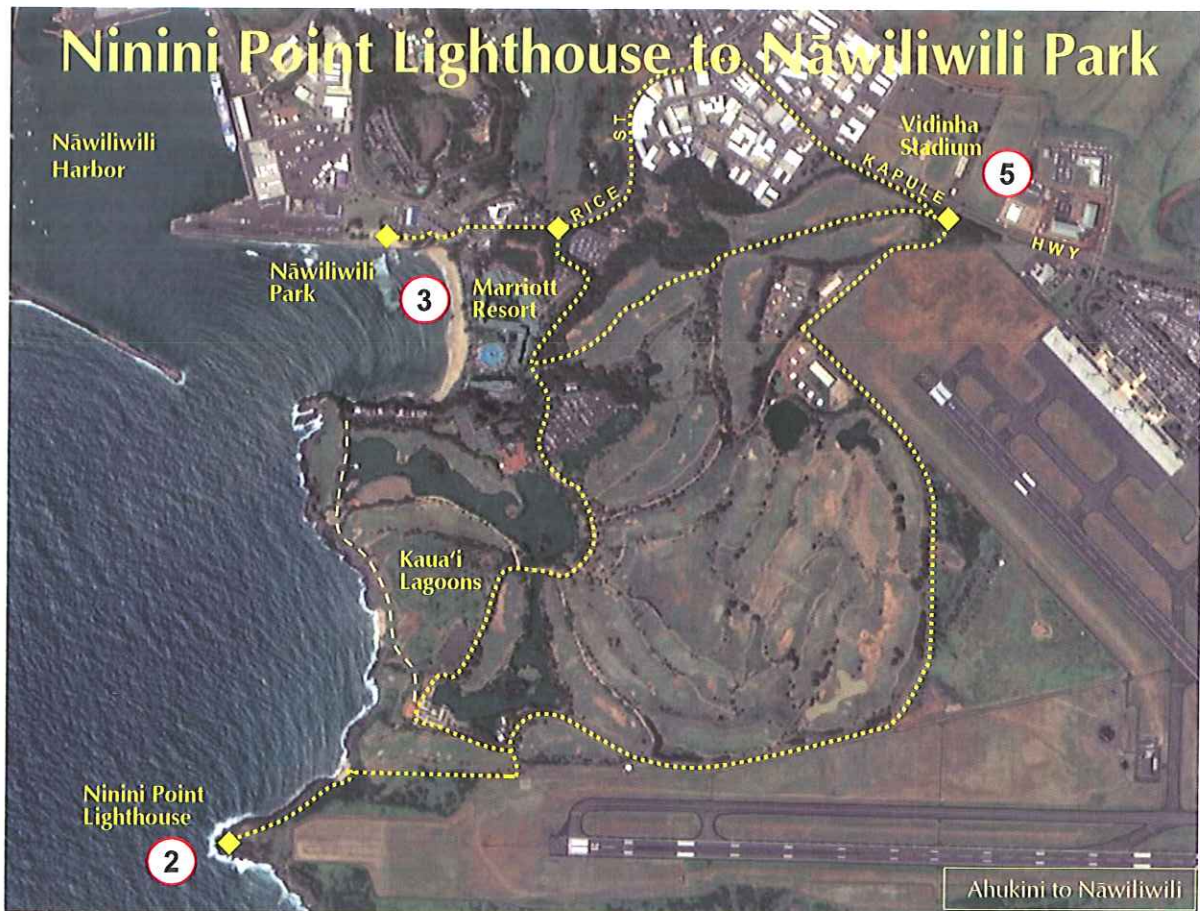 Ninini Point Lighthouse to Nāwiliwili Park
Nāwiliwili
Harbor
ST
RICE
Vidinha
Stadium
5
KAPULE
HWY
Nāwiliwili
Park
3
Marriott
Resort
Kaua‘i
Lagoons
Ninini Point
Lighthouse
2
Ahukini to Nāwiliwili